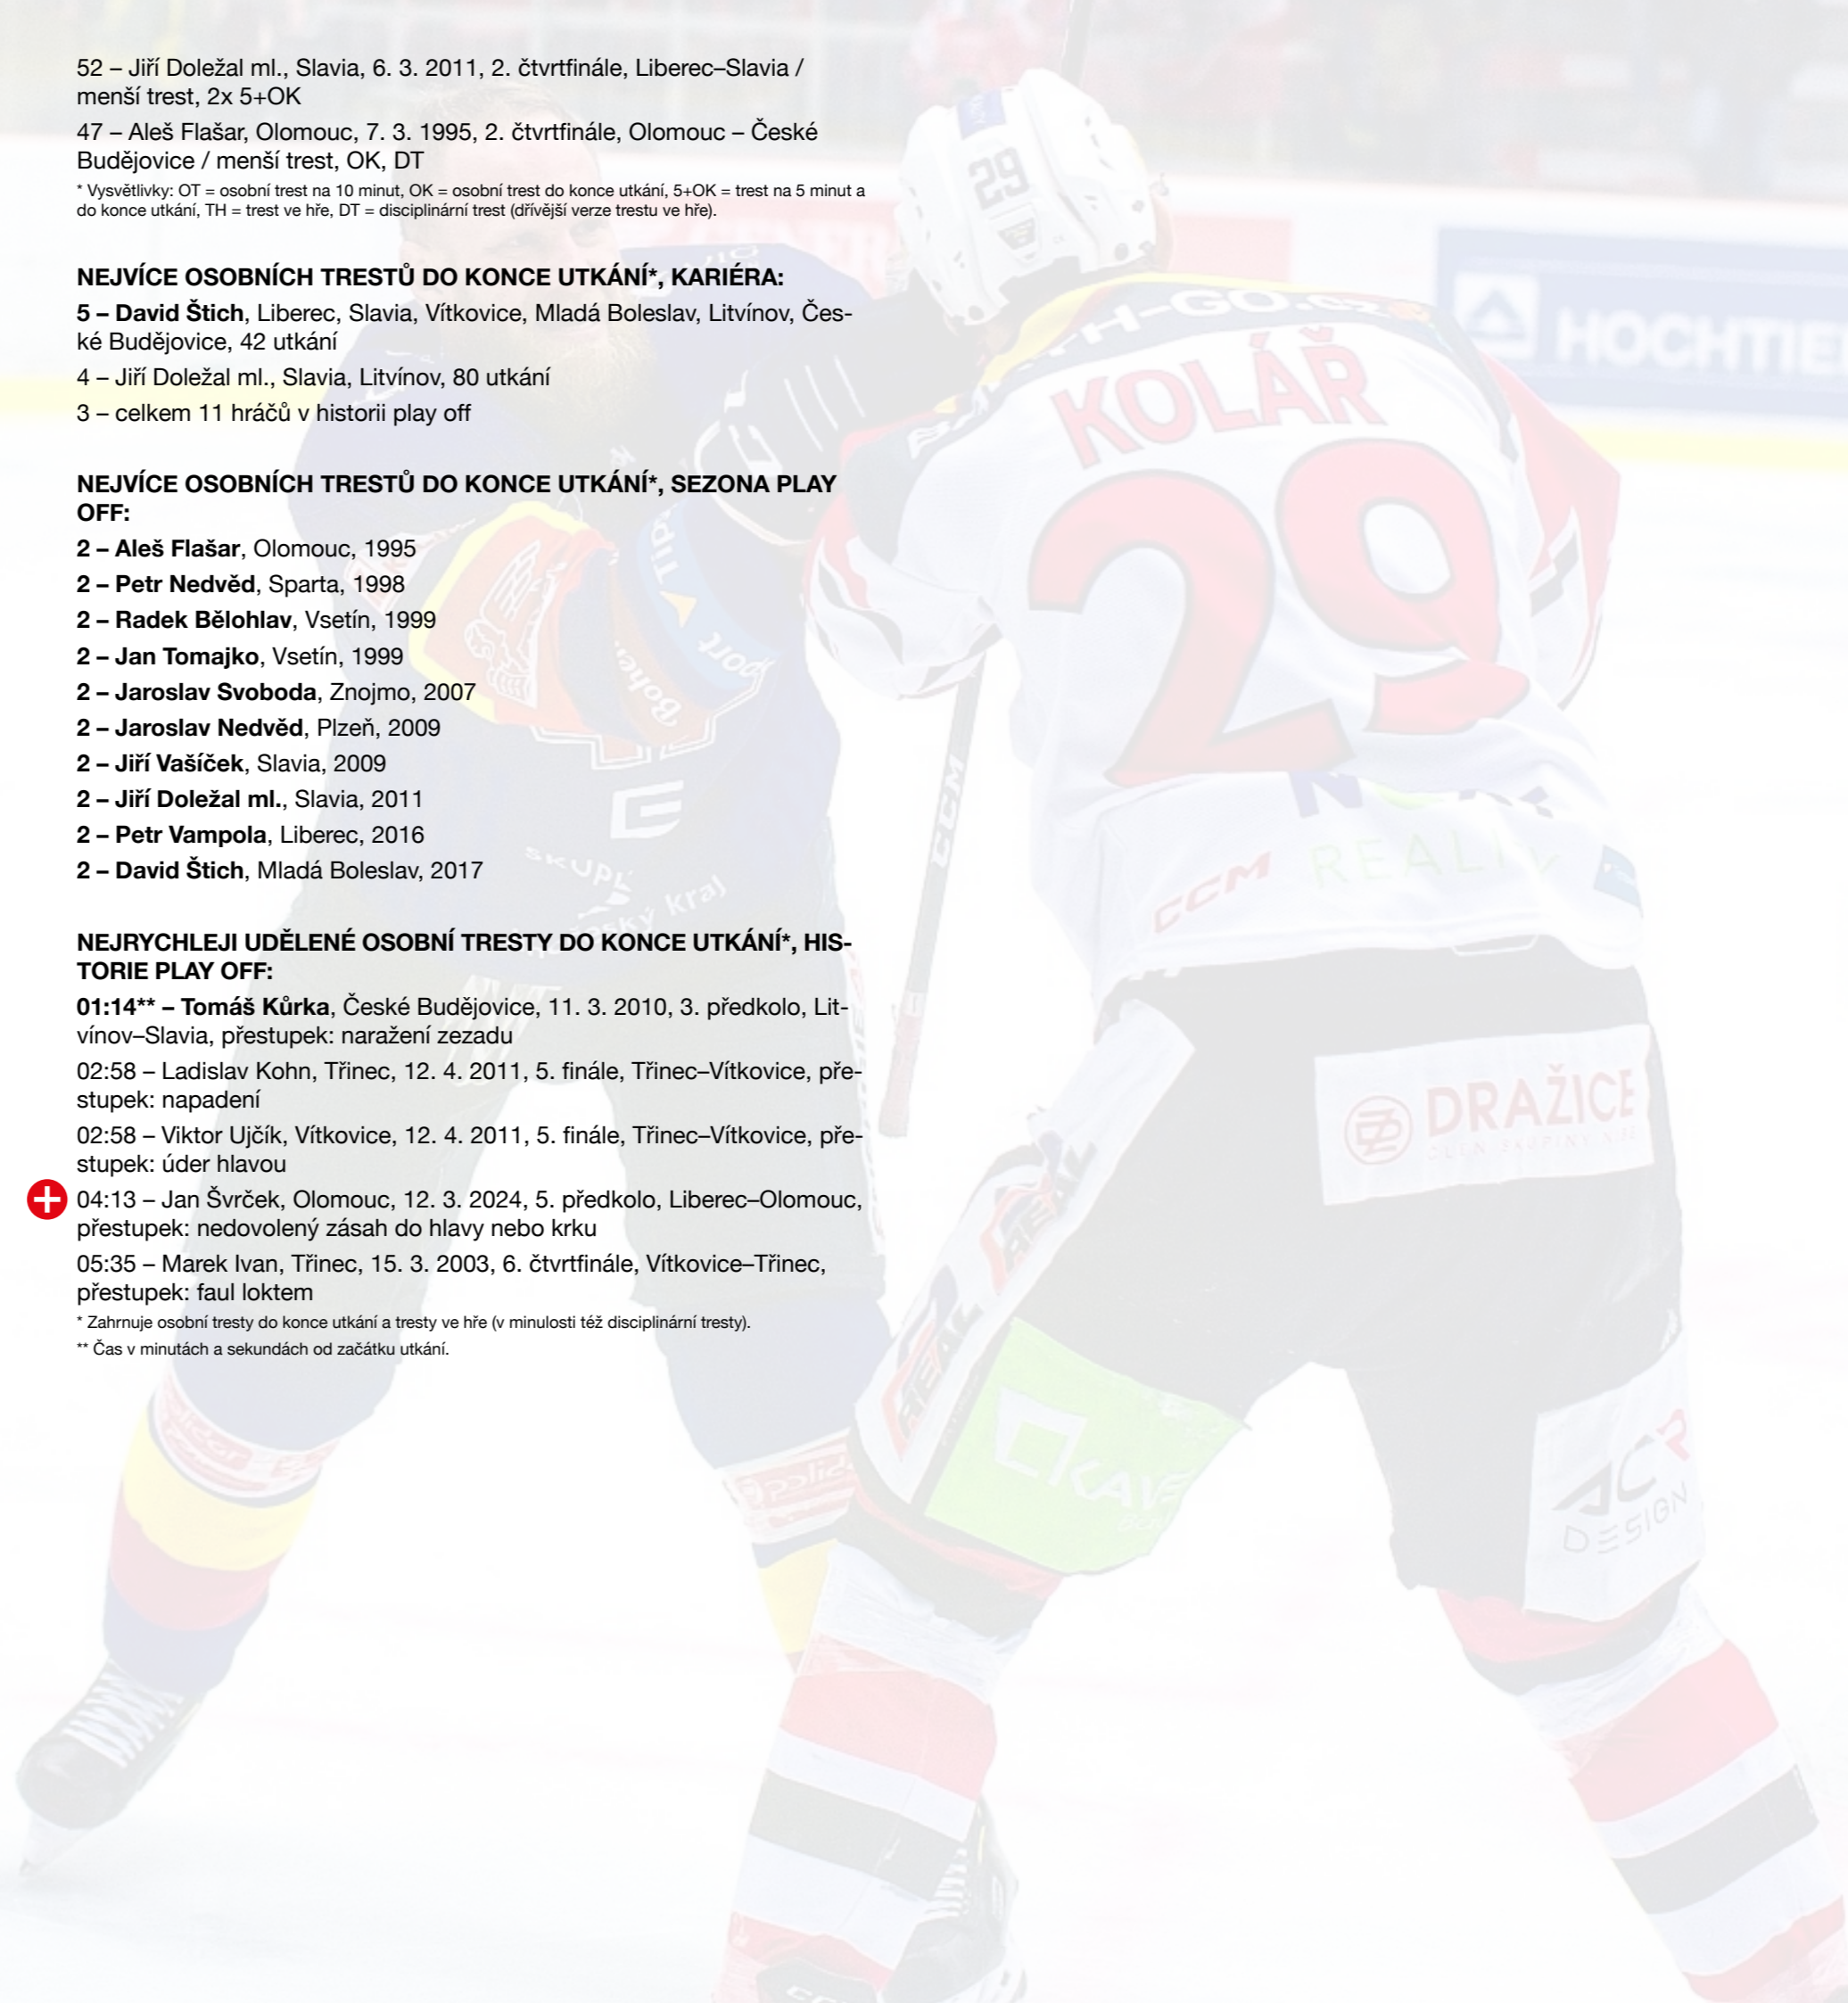 52 – Jiří Doležal ml., Slavia, 6. 3. 2011, 2. čtvrtfinále, Liberec–Slavia /
menší trest, 2x 5+OK
47 – Aleš Flašar, Olomouc, 7. 3. 1995, 2. čtvrtfinále, Olomouc – České
Budějovice / menší trest, OK, DT
* Vysvětlivky: OT = osobní trest na 10 minut, OK = osobní trest do konce utkání, 5+OK = trest na 5 minut a
do konce utkání, TH = trest ve hře, DT = disciplinární trest (dřívější verze trestu ve hře).
NEJVÍCE OSOBNÍCH TRESTŮ DO KONCE UTKÁNÍ*, KARIÉRA:
5 – David Štich, Liberec, Slavia, Vítkovice, Mladá Boleslav, Litvínov, Čes-
ké Budějovice, 42 utkání
4 – Jiří Doležal ml., Slavia, Litvínov, 80 utkání
3 – celkem 11 hráčů v historii play off
NEJVÍCE OSOBNÍCH TRESTŮ DO KONCE UTKÁNÍ*, SEZONA PLAY
OFF:
2 – Aleš Flašar, Olomouc, 1995
2 – Petr Nedvěd, Sparta, 1998
2 – Radek Bělohlav, Vsetín, 1999
2 – Jan Tomajko, Vsetín, 1999
2 – Jaroslav Svoboda, Znojmo, 2007
2 – Jaroslav Nedvěd, Plzeň, 2009
2 – Jiří Vašíček, Slavia, 2009
2 – Jiří Doležal ml., Slavia, 2011
2 – Petr Vampola, Liberec, 2016
2 – David Štich, Mladá Boleslav, 2017
NEJRYCHLEJI UDĚLENÉ OSOBNÍ TRESTY DO KONCE UTKÁNÍ*, HIS-
TORIE PLAY OFF:
01:14** – Tomáš Kůrka, České Budějovice, 11. 3. 2010, 3. předkolo, Lit-
vínov–Slavia, přestupek: naražení zezadu
02:58 – Ladislav Kohn, Třinec, 12. 4. 2011, 5. finále, Třinec–Vítkovice, pře-
stupek: napadení
02:58 – Viktor Ujčík, Vítkovice, 12. 4. 2011, 5. finále, Třinec–Vítkovice, pře-
stupek: úder hlavou
04:13 – Jan Švrček, Olomouc, 12. 3. 2024, 5. předkolo, Liberec–Olomouc,
přestupek: nedovolený zásah do hlavy nebo krku
05:35 – Marek Ivan, Třinec, 15. 3. 2003, 6. čtvrtfinále, Vítkovice–Třinec,
přestupek: faul loktem
* Zahrnuje osobní tresty do konce utkání a tresty ve hře (v minulosti též disciplinární tresty).
** Čas v minutách a sekundách od začátku utkání.
29
HOCHTIE
KOLÁŘ
29
CCM
CCM
REAL
DRAŽICE
REAL
REAL
ACR
DESIGN